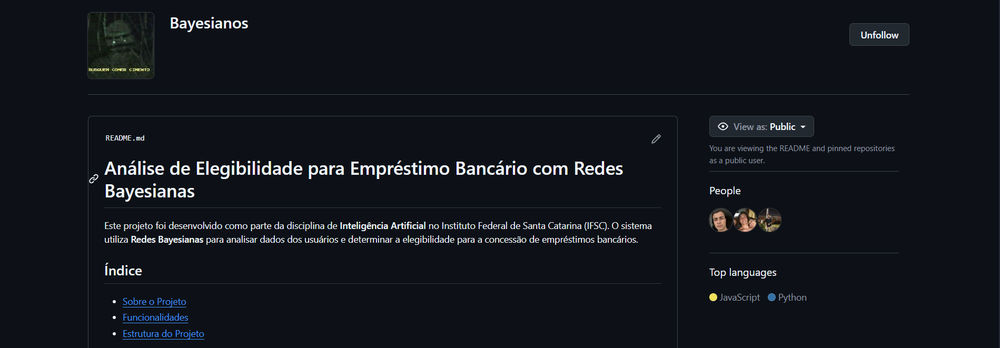 Bayesianos
Unfollow
BUSQUEM COMER CIMENTO
README.md
Análise de Elegibilidade para Empréstimo Bancário com Redes
Bayesianas
Este projeto foi desenvolvido como parte da disciplina de Inteligência Artificial no Instituto Federal de Santa Catarina (IFSC). O sistema
utiliza Redes Bayesianas para analisar dados dos usuários e determinar a elegibilidade para a concessão de empréstimos bancários.
Índice
Sobre o Projeto
Funcionalidades
Estrutura do Projeto
View as: Public
You are viewing the README and pinned repositories
as a public user.
People
Top languages
JavaScript Python